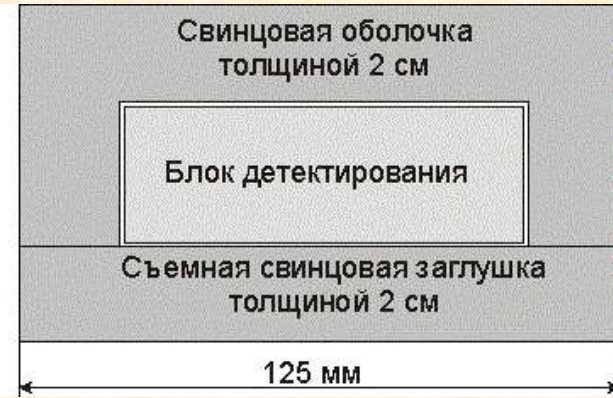 Свинцовая оболочка
толщиной 2 см
Блок детектирования
Съемная свинцовая заглушка
толщиной 2 см
125 мм